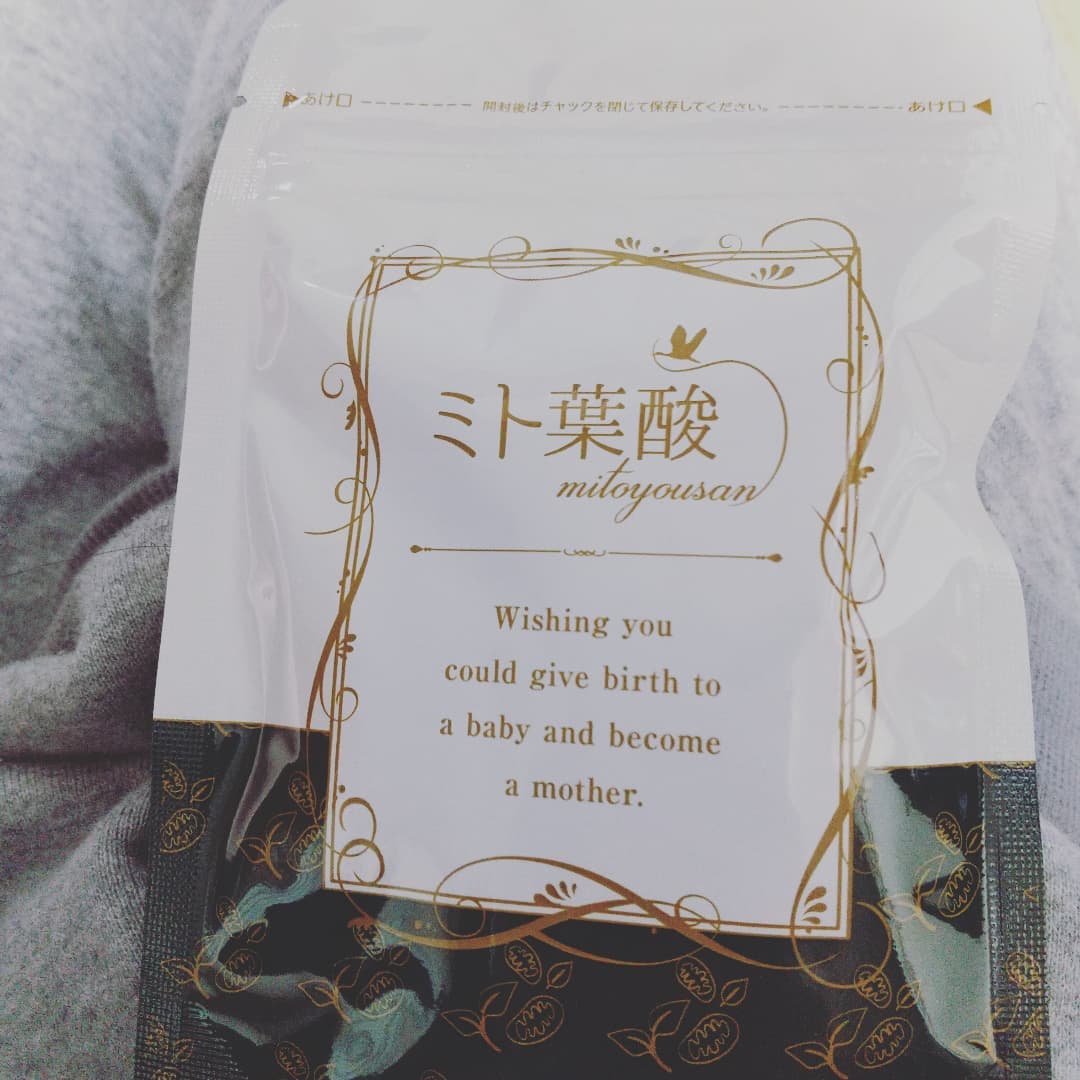 あけ口 開封後はチャックを閉じて保存してください。 あけ口
ミト葉酸
mitoyousan
Wishing you
could give birth to
a baby and become
a mother.